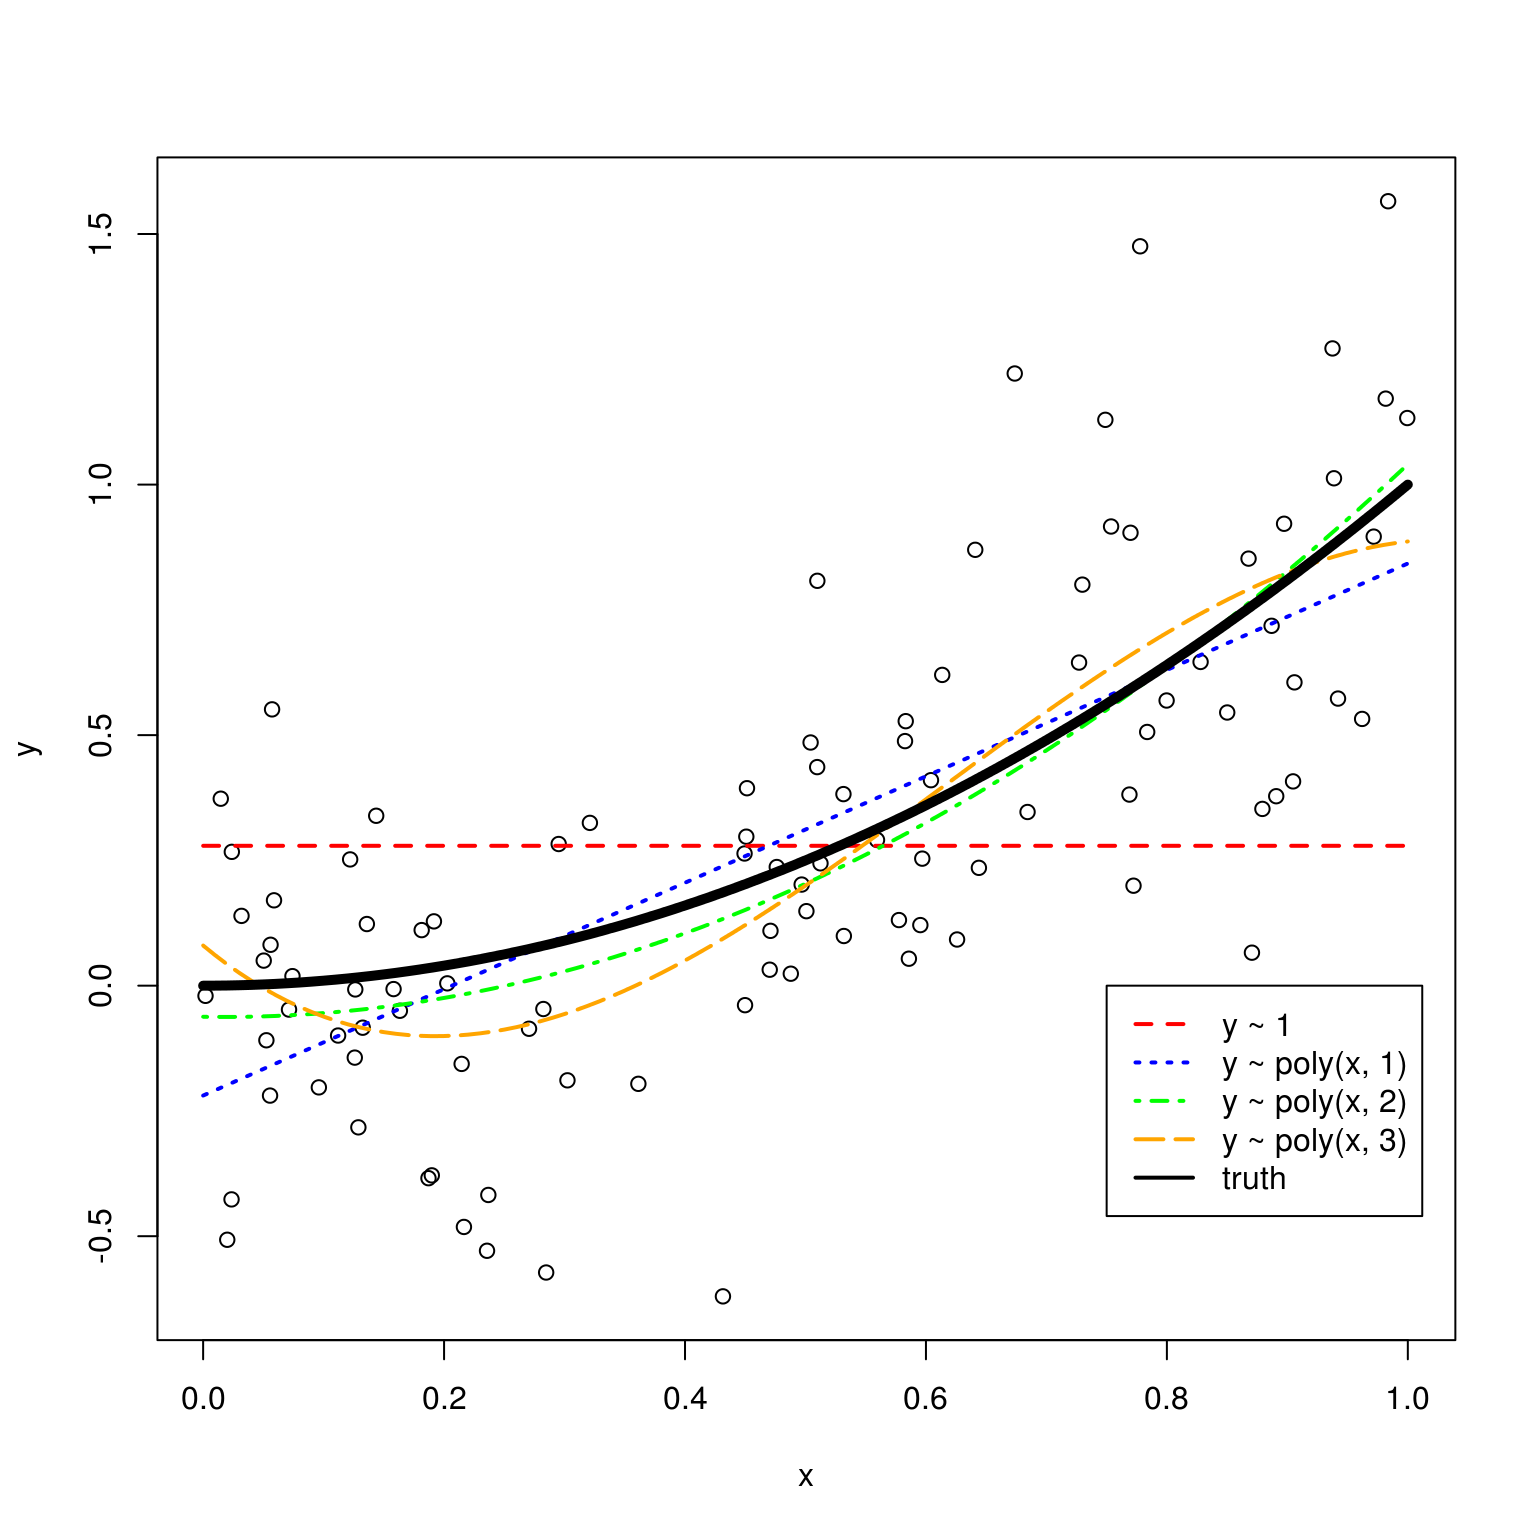 1.5
1.0
0.5
0.0
-0.5
y
0.0 0.2 0.4 0.6 0.8 1.0
x
y ~ 1
y ~ poly(x, 1)
y ~ poly(x, 2)
y ~ poly(x, 3)
truth